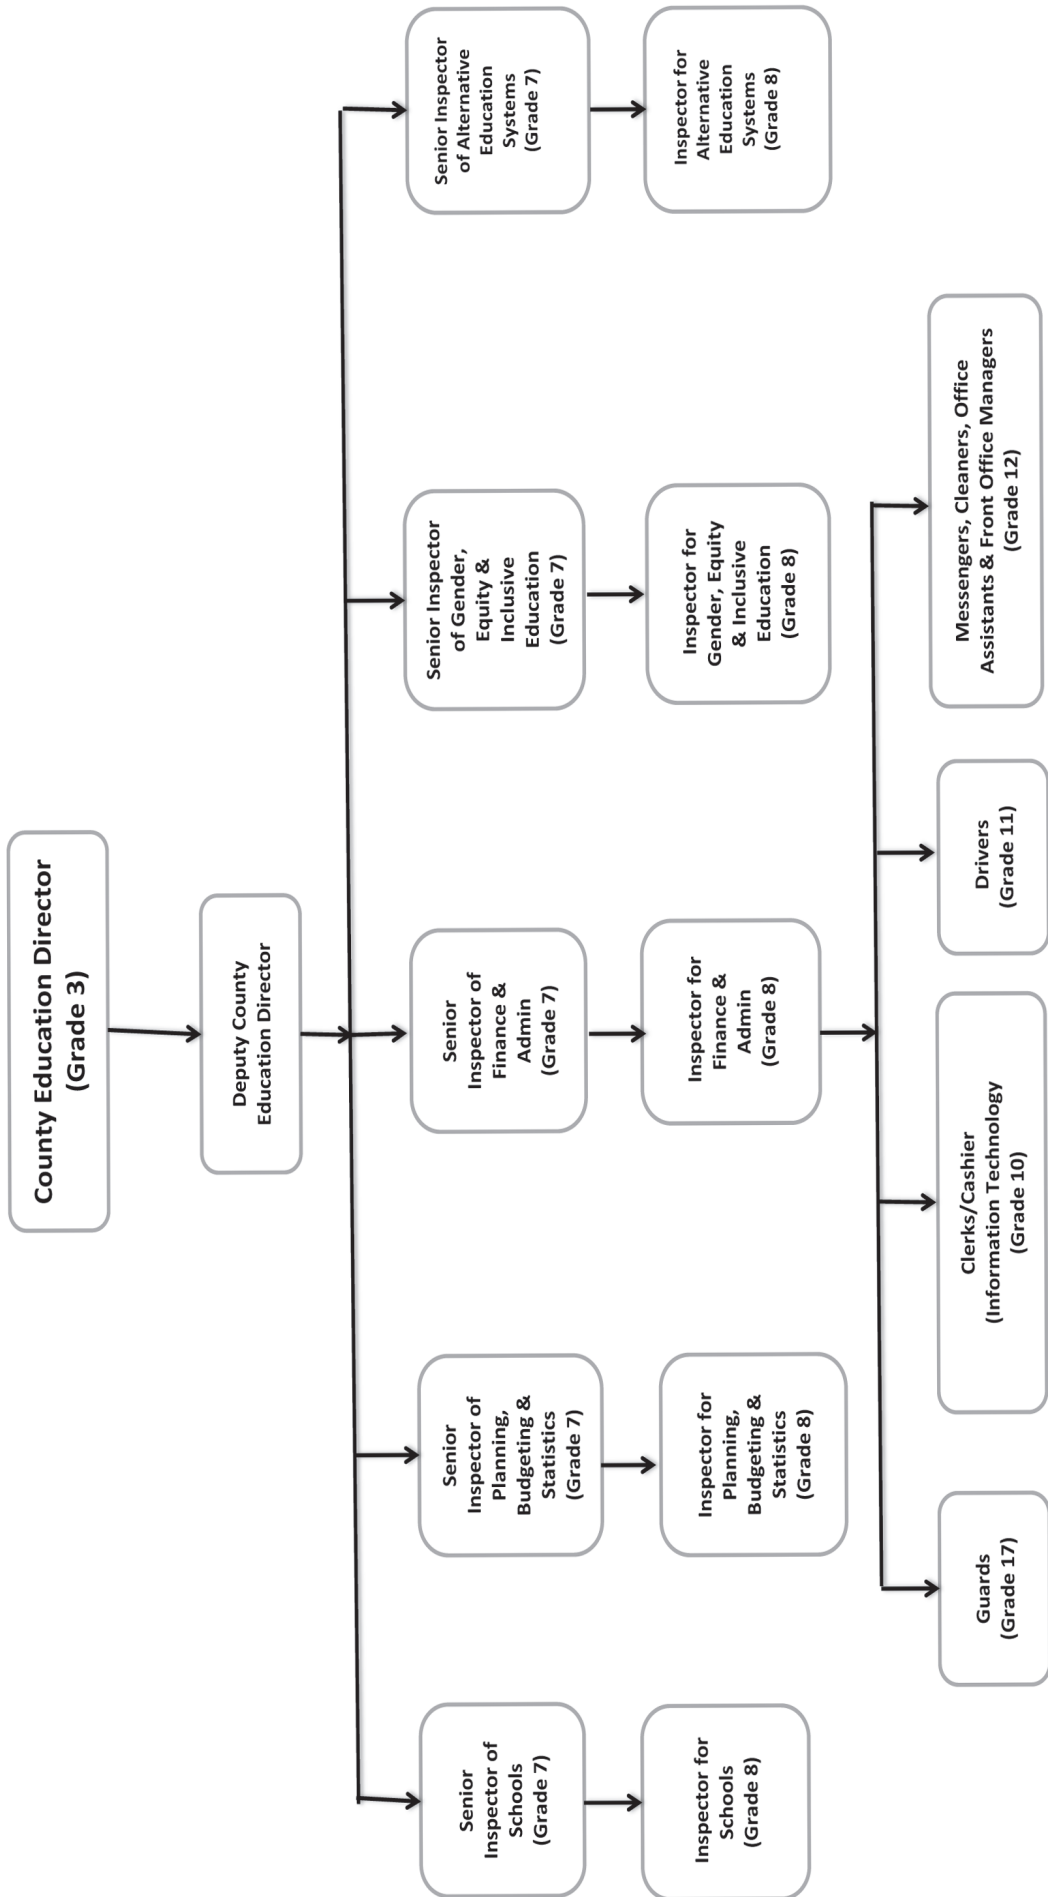 County Education Director
(Grade 3)
Deputy County
Education Director
Senior
Inspector of
Schools
(Grade 7)
Senior
Inspector of
Planning,
Budgeting &
Statistics
(Grade 7)
Senior
Inspector of
Finance &
Admin
(Grade 7)
Senior Inspector
of Gender,
Equity &
Inclusive
Education
(Grade 7)
Senior Inspector
of Alternative
Education
Systems
(Grade 7)
Inspector for
Schools
(Grade 8)
Inspector for
Planning,
Budgeting &
Statistics
(Grade 8)
Inspector for
Finance &
Admin
(Grade 8)
Inspector for
Gender, Equity
& Inclusive
Education
(Grade 8)
Inspector for
Alternative
Education
Systems
(Grade 8)
Guards
(Grade 17)
Clerks/Cashier
(Information Technology
(Grade 10)
Drivers
(Grade 11)
Messengers, Cleaners, Office
Assistants & Front Office Managers
(Grade 12)